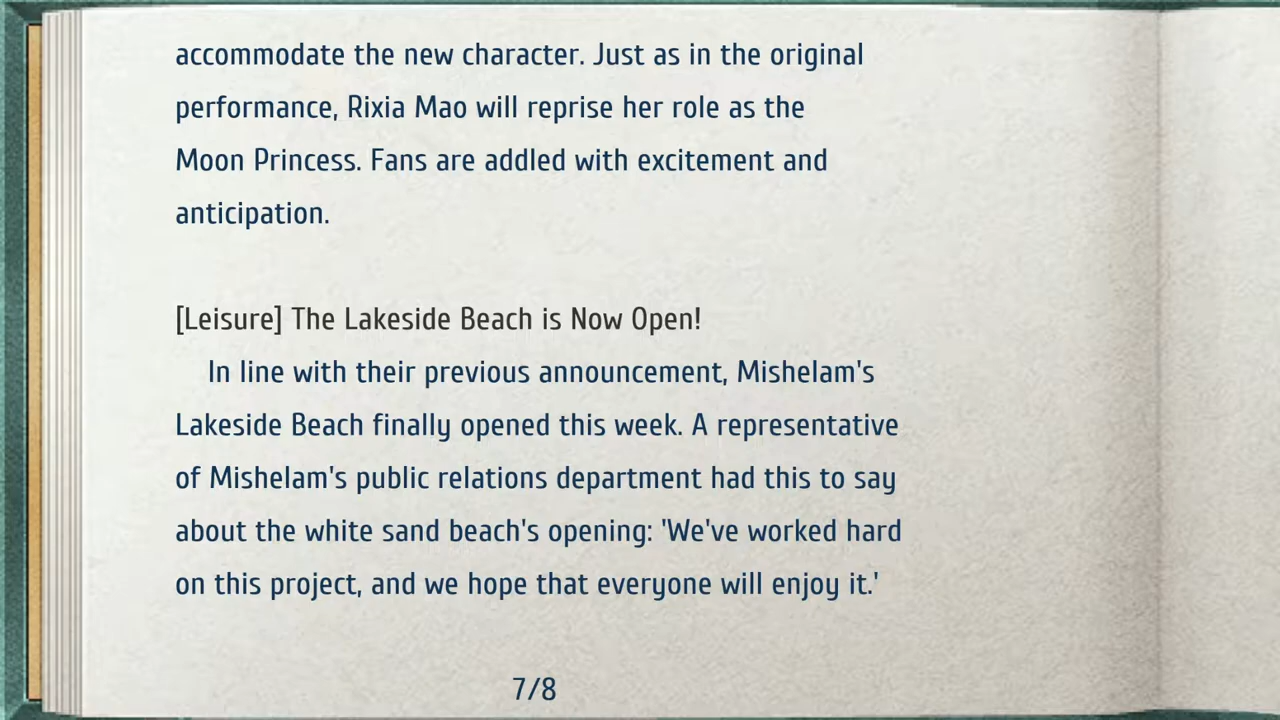 accommodate the new character. Just as in the original
performance, Rixia Mao will reprise her role as the
Moon Princess. Fans are addled with excitement and
anticipation.
[Leisure] The Lakeside Beach is Now Open!
In line with their previous announcement, Mishelam's
Lakeside Beach finally opened this week. A representative
of Mishelam's public relations department had this to say
about the white sand beach's opening: 'We've worked hard
on this project, and we hope that everyone will enjoy it.'
7/8